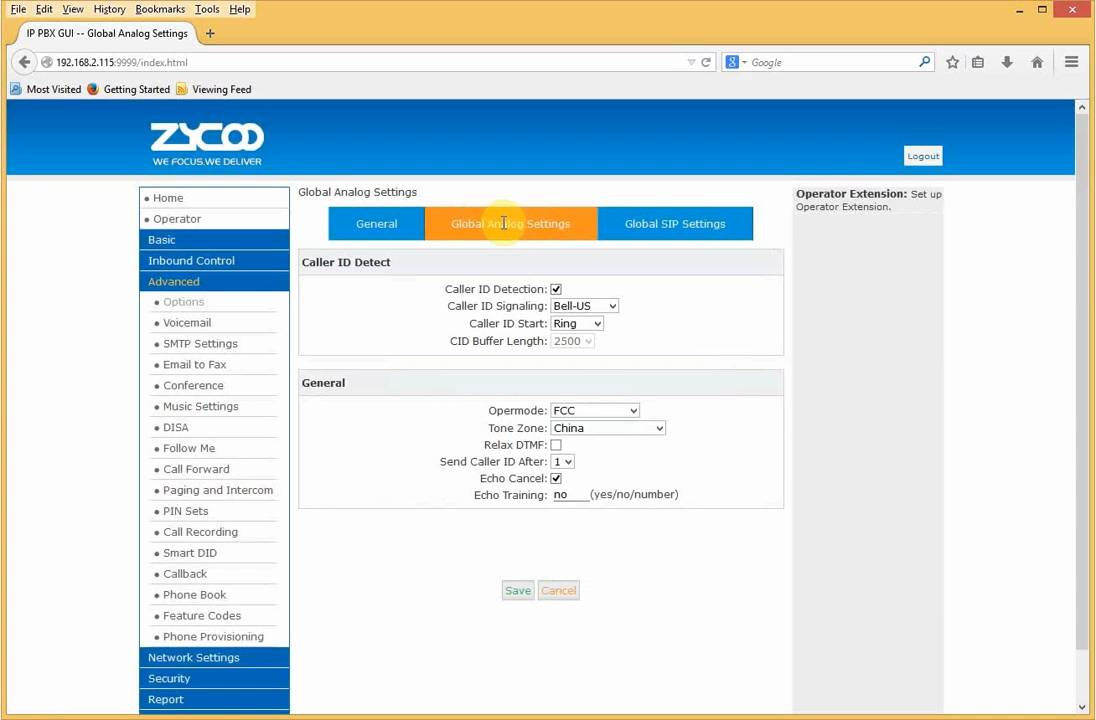 File Edit View History Bookmarks Tools Help
IP PBX GUI -- Global Analog Settings
192.168.2.115:9999/index.html
Google
Most Visited Getting Started Viewing Feed
ZYCOO
WE FOCUS.WE DELIVER
Logout
Home
Operator
Basic
Inbound Control
Advanced
Options
Voicemail
SMTP Settings
Email to Fax
Conference
Music Settings
DISA
Follow Me
Call Forward
Paging and Intercom
PIN Sets
Call Recording
Smart DID
Callback
Phone Book
Feature Codes
Phone Provisioning
Network Settings
Security
Report
Global Analog Settings
General Global Analog Settings Global SIP Settings
Caller ID Detect
Caller ID Detection:
Caller ID Signaling: Bell-US
Caller ID Start: Ring
CID Buffer Length: 2500
General
Opermode: FCC
Tone Zone: China
Relax DTMF:
Send Caller ID After: 1
Echo Cancel:
Echo Training: no (yes/no/number)
Save Cancel
Operator Extension: Set up
Operator Extension.